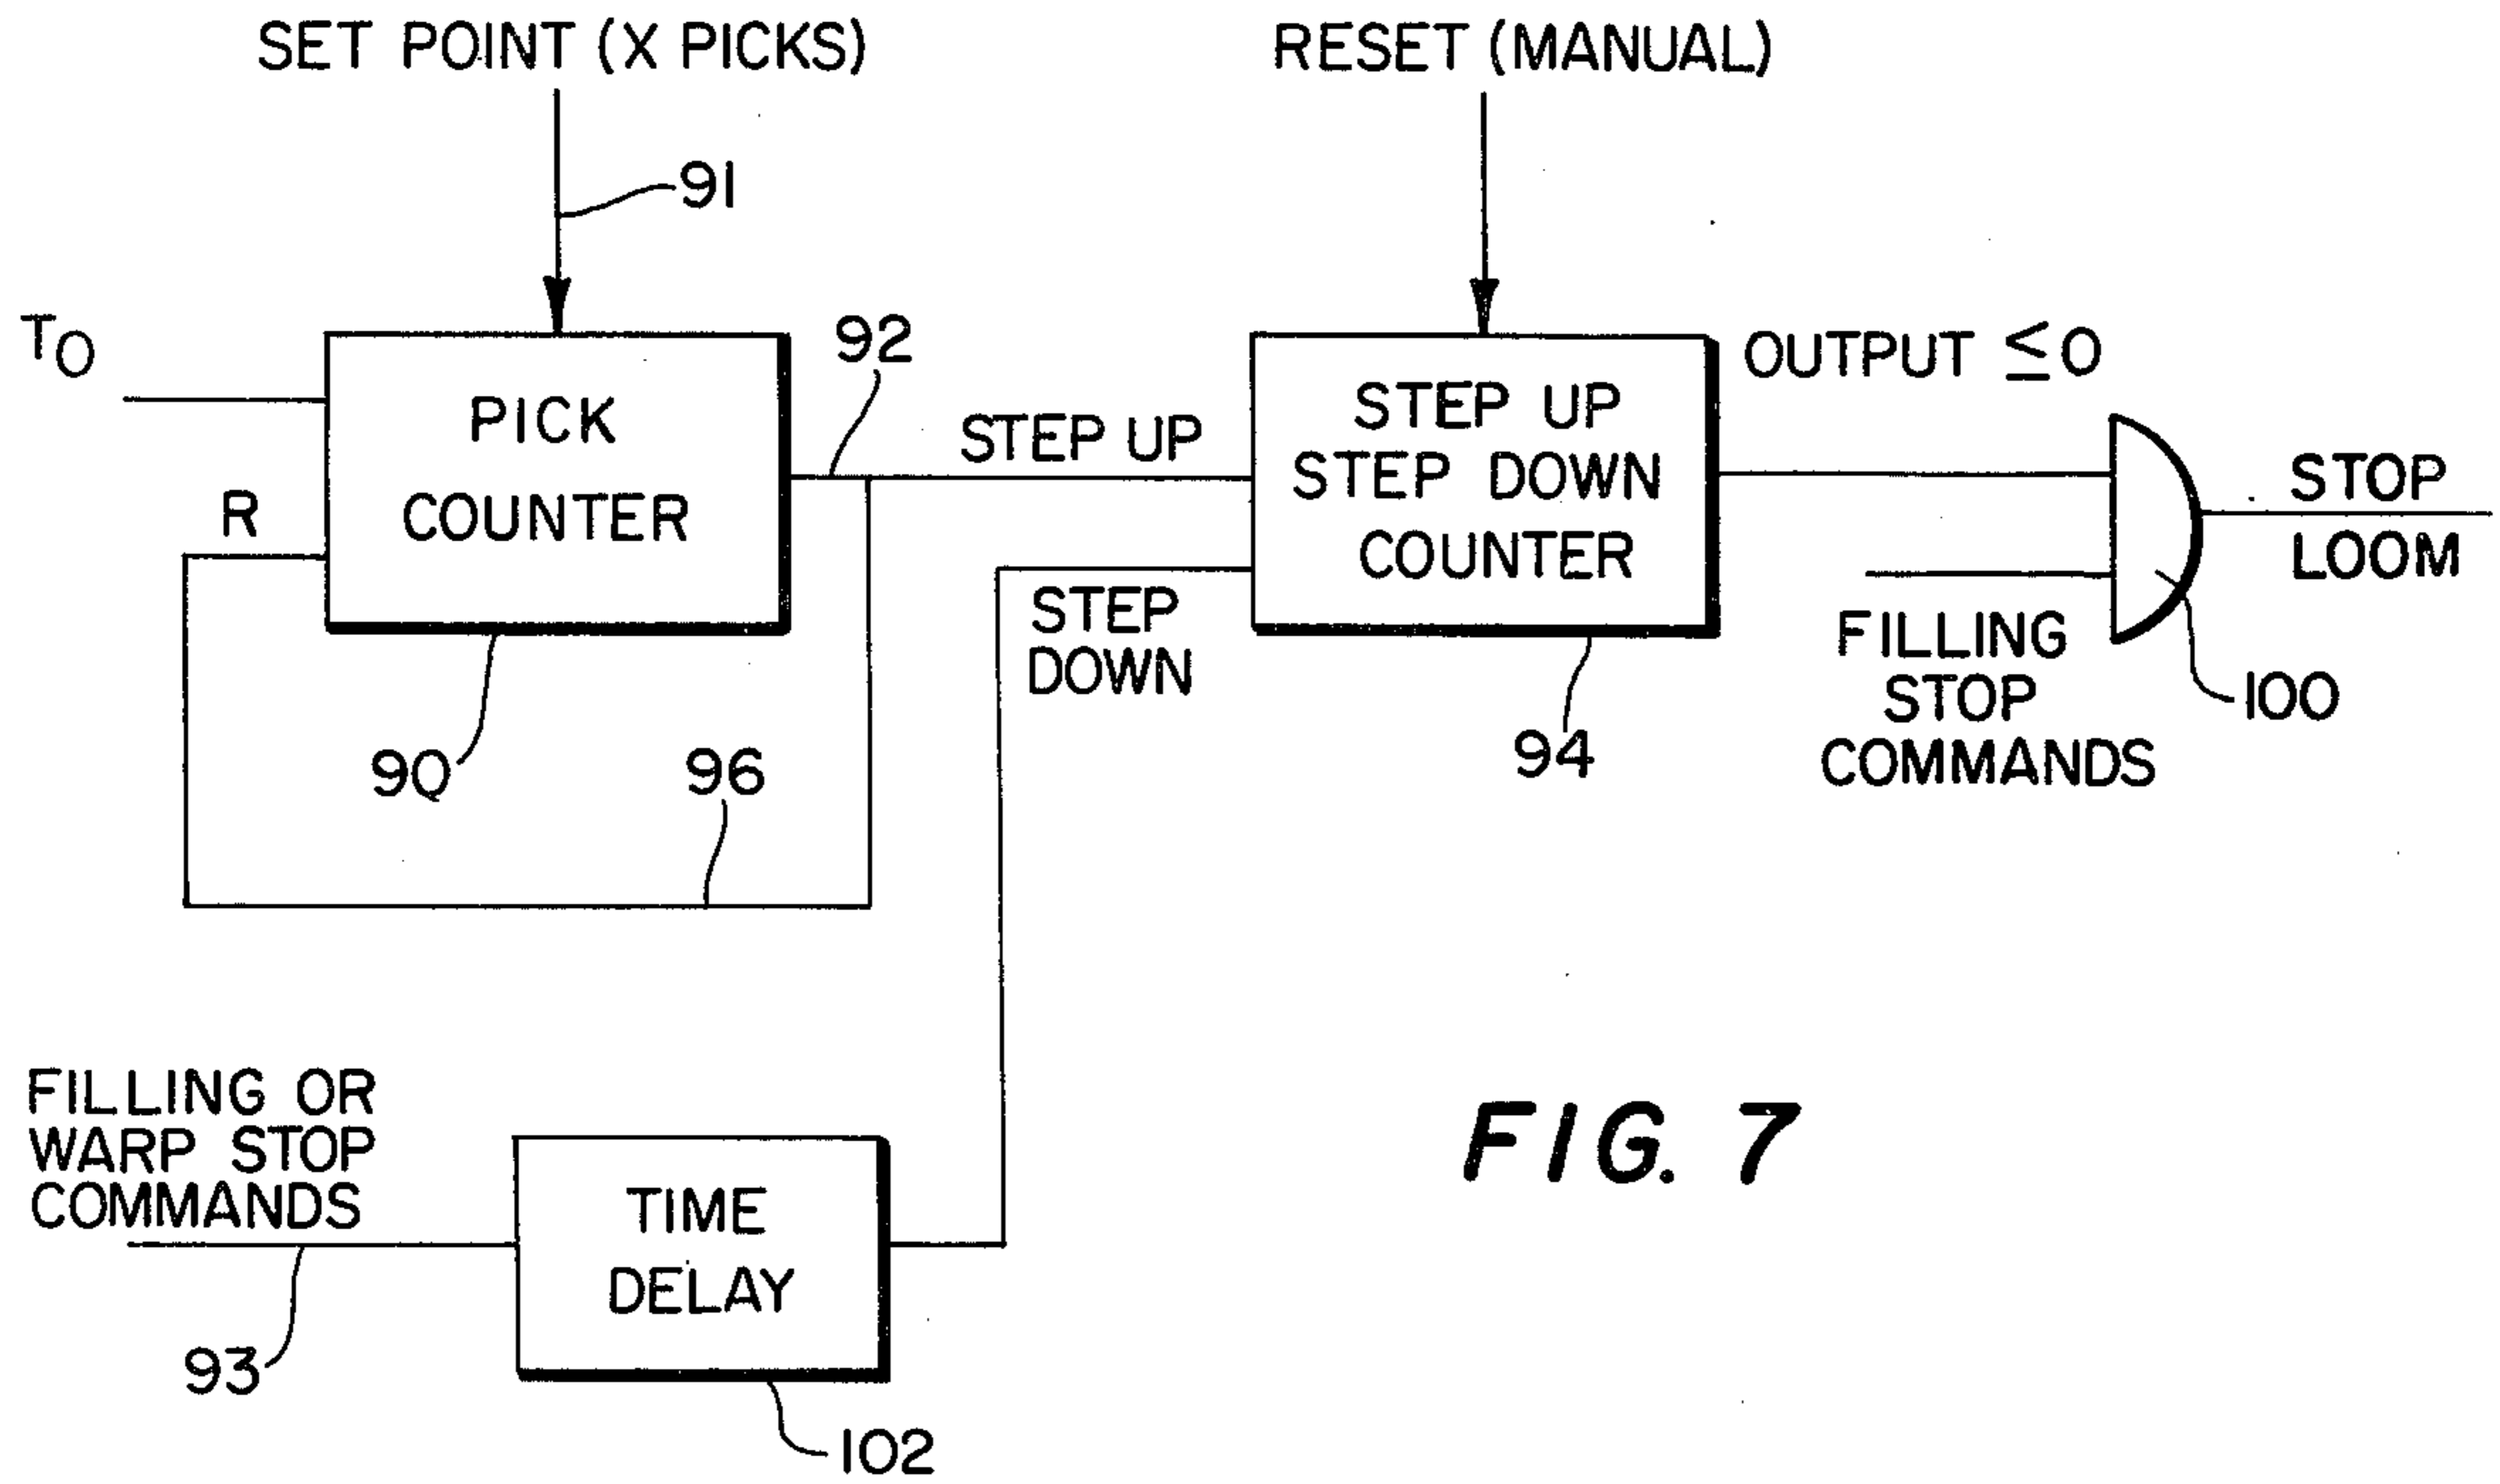 SET POINT (X PICKS)
RESET (MANUAL)
91
TO
92
OUTPUT ≤0
PICK
COUNTER
R
STEP UP
STEP UP
STEP DOWN
COUNTER
STOP
LOOM
STEP
DOWN
FILLING
STOP
COMMANDS
100
90
96
94
FILLING OR
WARP STOP
COMMANDS
TIME
DELAY
FIG. 7
93
102